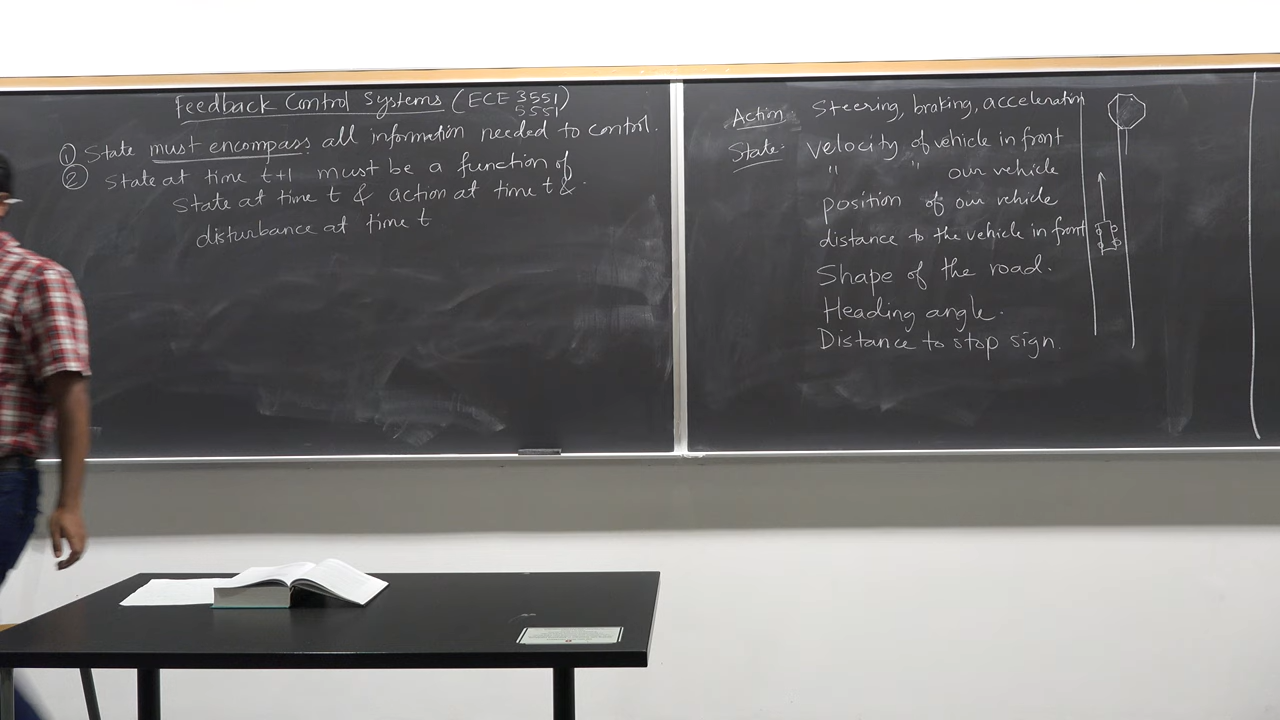 Feedback Control Systems (ECE 3551)
5551
① State must encompass all information needed to control.
② State at time t+1 must be a function of
State at time t & action at time t &
disturbance at time t
Action: Steering, braking, acceleration
State: Velocity of vehicle in front
" " our vehicle
position of our vehicle
distance to the vehicle in front
Shape of the road.
Heading angle.
Distance to stop sign.